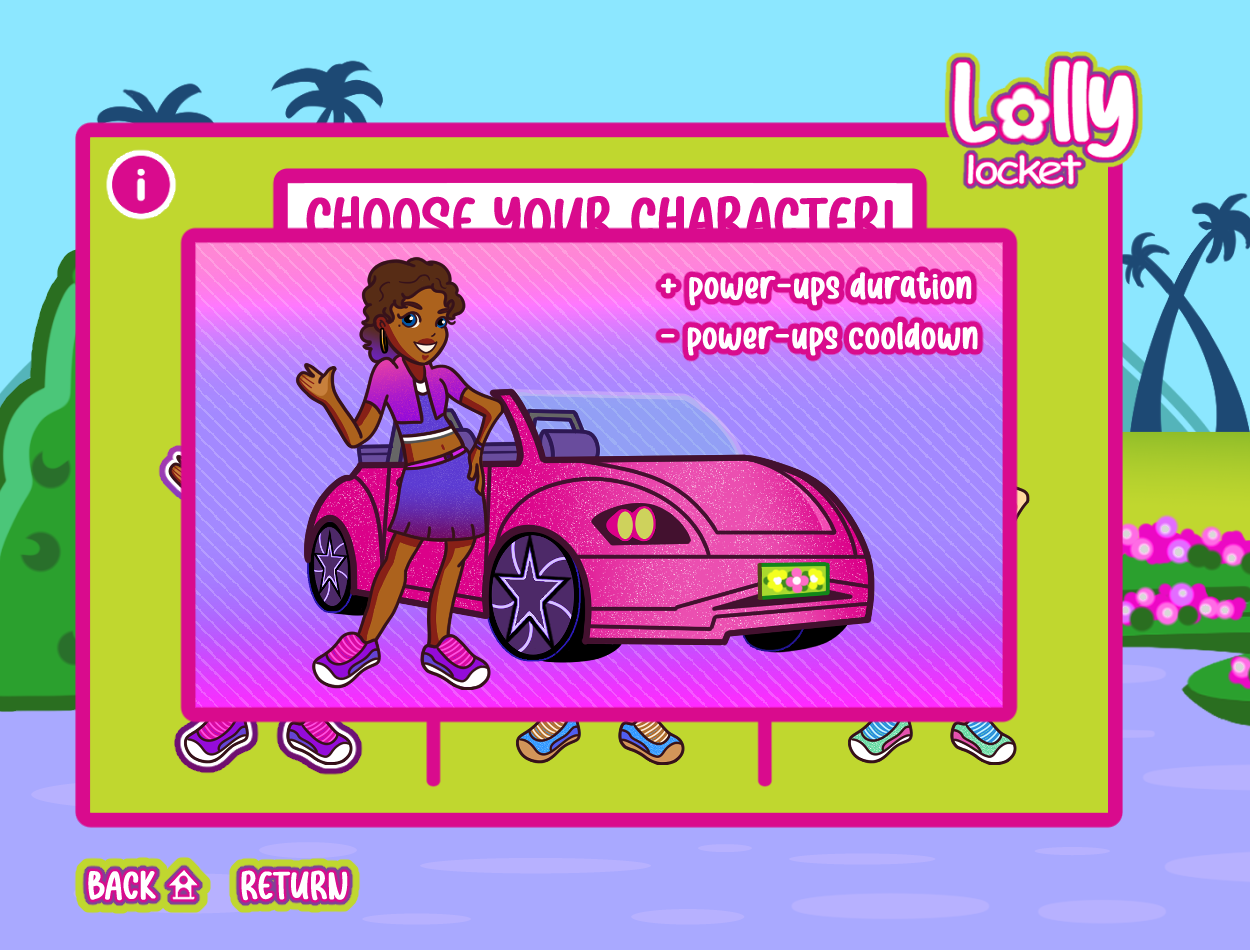 Lolly
locket
i
CHOOSE YOUR CHARACTER!
+ power-ups duration
- power-ups cooldown
BACK
RETURN